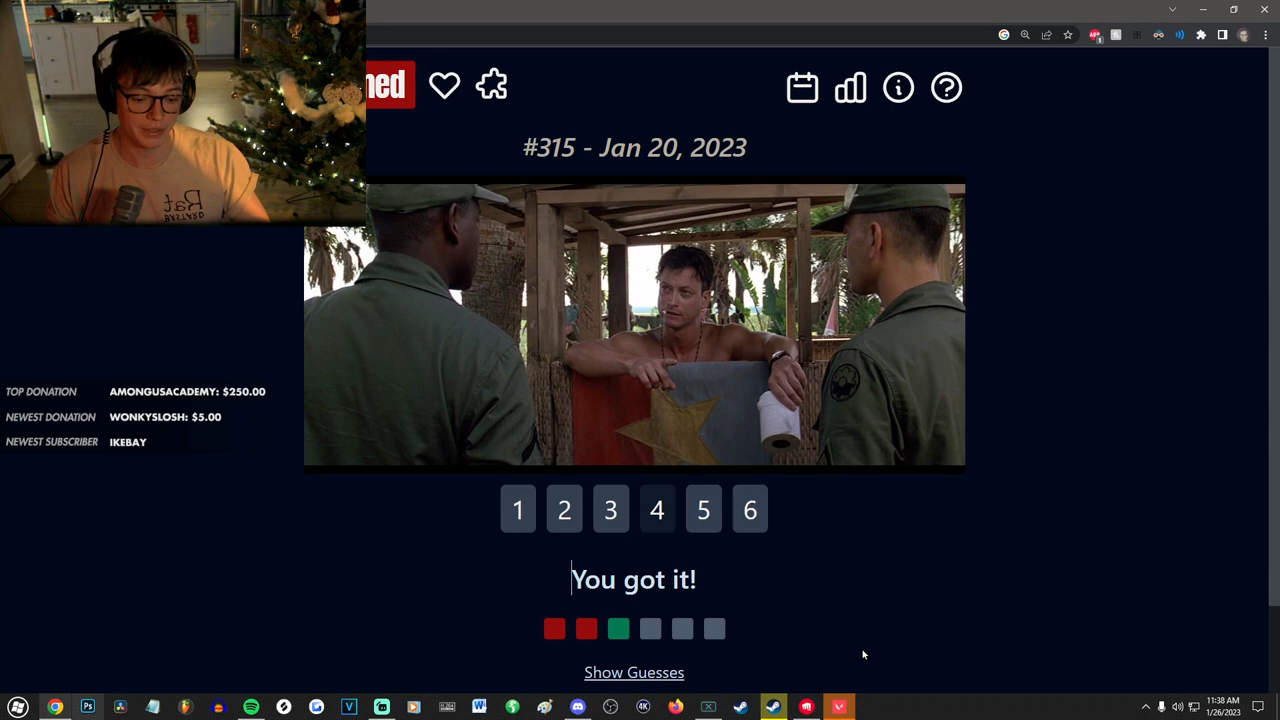 ned
#315 - Jan 20, 2023
TOP DONATION AMONGUSACADEMY: $250.00
NEWEST DONATION WONKYSLOSH: $5.00
NEWEST SUBSCRIBER IKEBAY
1 2 3 4 5 6
You got it!
Show Guesses
11:38 AM
1/26/2023